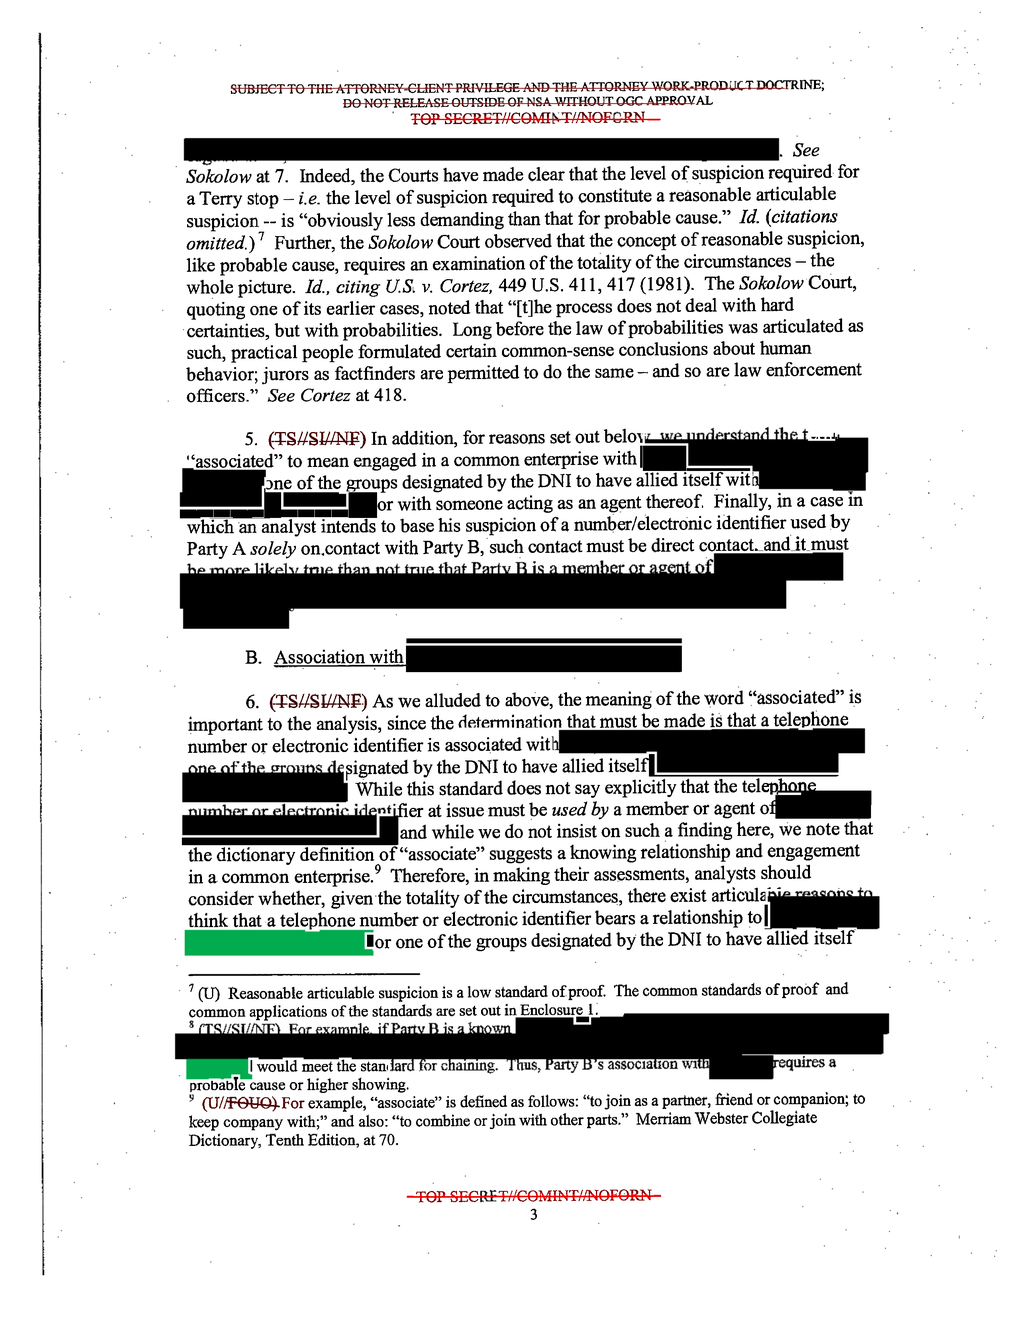 SUBJECT TO THE ATTORNEY-CLIENT PRIVILEGE AND THE ATTORNEY WORK-PRODUCT DOCTRINE;
DO NOT RELEASE OUTSIDE OF NSA WITHOUT OGC APPROVAL
TOP SECRET//COMINT//NOFORN
. See
Sokolow at 7. Indeed, the Courts have made clear that the level of suspicion required for
a Terry stop – i.e. the level of suspicion required to constitute a reasonable articulable
suspicion -- is “obviously less demanding than that for probable cause.” Id. (citations
omitted.) 7 Further, the Sokolow Court observed that the concept of reasonable suspicion,
like probable cause, requires an examination of the totality of the circumstances – the
whole picture. Id., citing U.S. v. Cortez, 449 U.S. 411, 417 (1981). The Sokolow Court,
quoting one of its earlier cases, noted that “[t]he process does not deal with hard
certainties, but with probabilities. Long before the law of probabilities was articulated as
such, practical people formulated certain common-sense conclusions about human
behavior; jurors as factfinders are permitted to do the same – and so are law enforcement
officers.” See Cortez at 418.
5. (TS//SI//NF) In addition, for reasons set out below, we understand the
“associated” to mean engaged in a common enterprise with
one of the groups designated by the DNI to have allied itself with
or with someone acting as an agent thereof. Finally, in a case in
which an analyst intends to base his suspicion of a number/electronic identifier used by
Party A solely on contact with Party B, such contact must be direct contact, and it must
be more likely true than not true that Party B is a member or agent of
B. Association with
6. (TS//SI//NF) As we alluded to above, the meaning of the word “associated” is
important to the analysis, since the determination that must be made is that a telephone
number or electronic identifier is associated with
one of the groups designated by the DNI to have allied itself
While this standard does not say explicitly that the telephone
number or electronic identifier at issue must be used by a member or agent of
and while we do not insist on such a finding here, we note that
the dictionary definition of “associate” suggests a knowing relationship and engagement
in a common enterprise.9 Therefore, in making their assessments, analysts should
consider whether, given the totality of the circumstances, there exist articulable reasons to
think that a telephone number or electronic identifier bears a relationship to
or one of the groups designated by the DNI to have allied itself
7 (U) Reasonable articulable suspicion is a low standard of proof. The common standards of proof and
common applications of the standards are set out in Enclosure 1.
8 (TS//SI//NF) For example, if Party B is a known
would meet the standard for chaining. Thus, Party B's association with requires a
probable cause or higher showing.
9 (U//FOUO) For example, “associate” is defined as follows: “to join as a partner, friend or companion; to
keep company with;” and also: “to combine or join with other parts.” Merriam Webster Collegiate
Dictionary, Tenth Edition, at 70.
TOP SECRET//COMINT//NOFORN
3